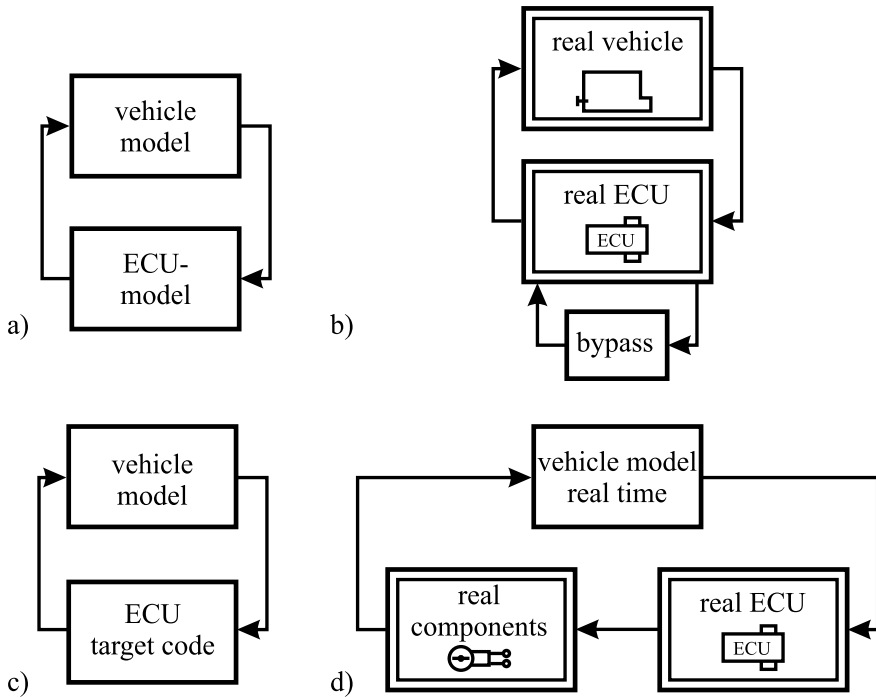 vehicle
model
ECU-
model
a)
real vehicle
real ECU
ECU
bypass
b)
vehicle
model
ECU
target code
c)
vehicle model
real time
real
components
real ECU
ECU
d)